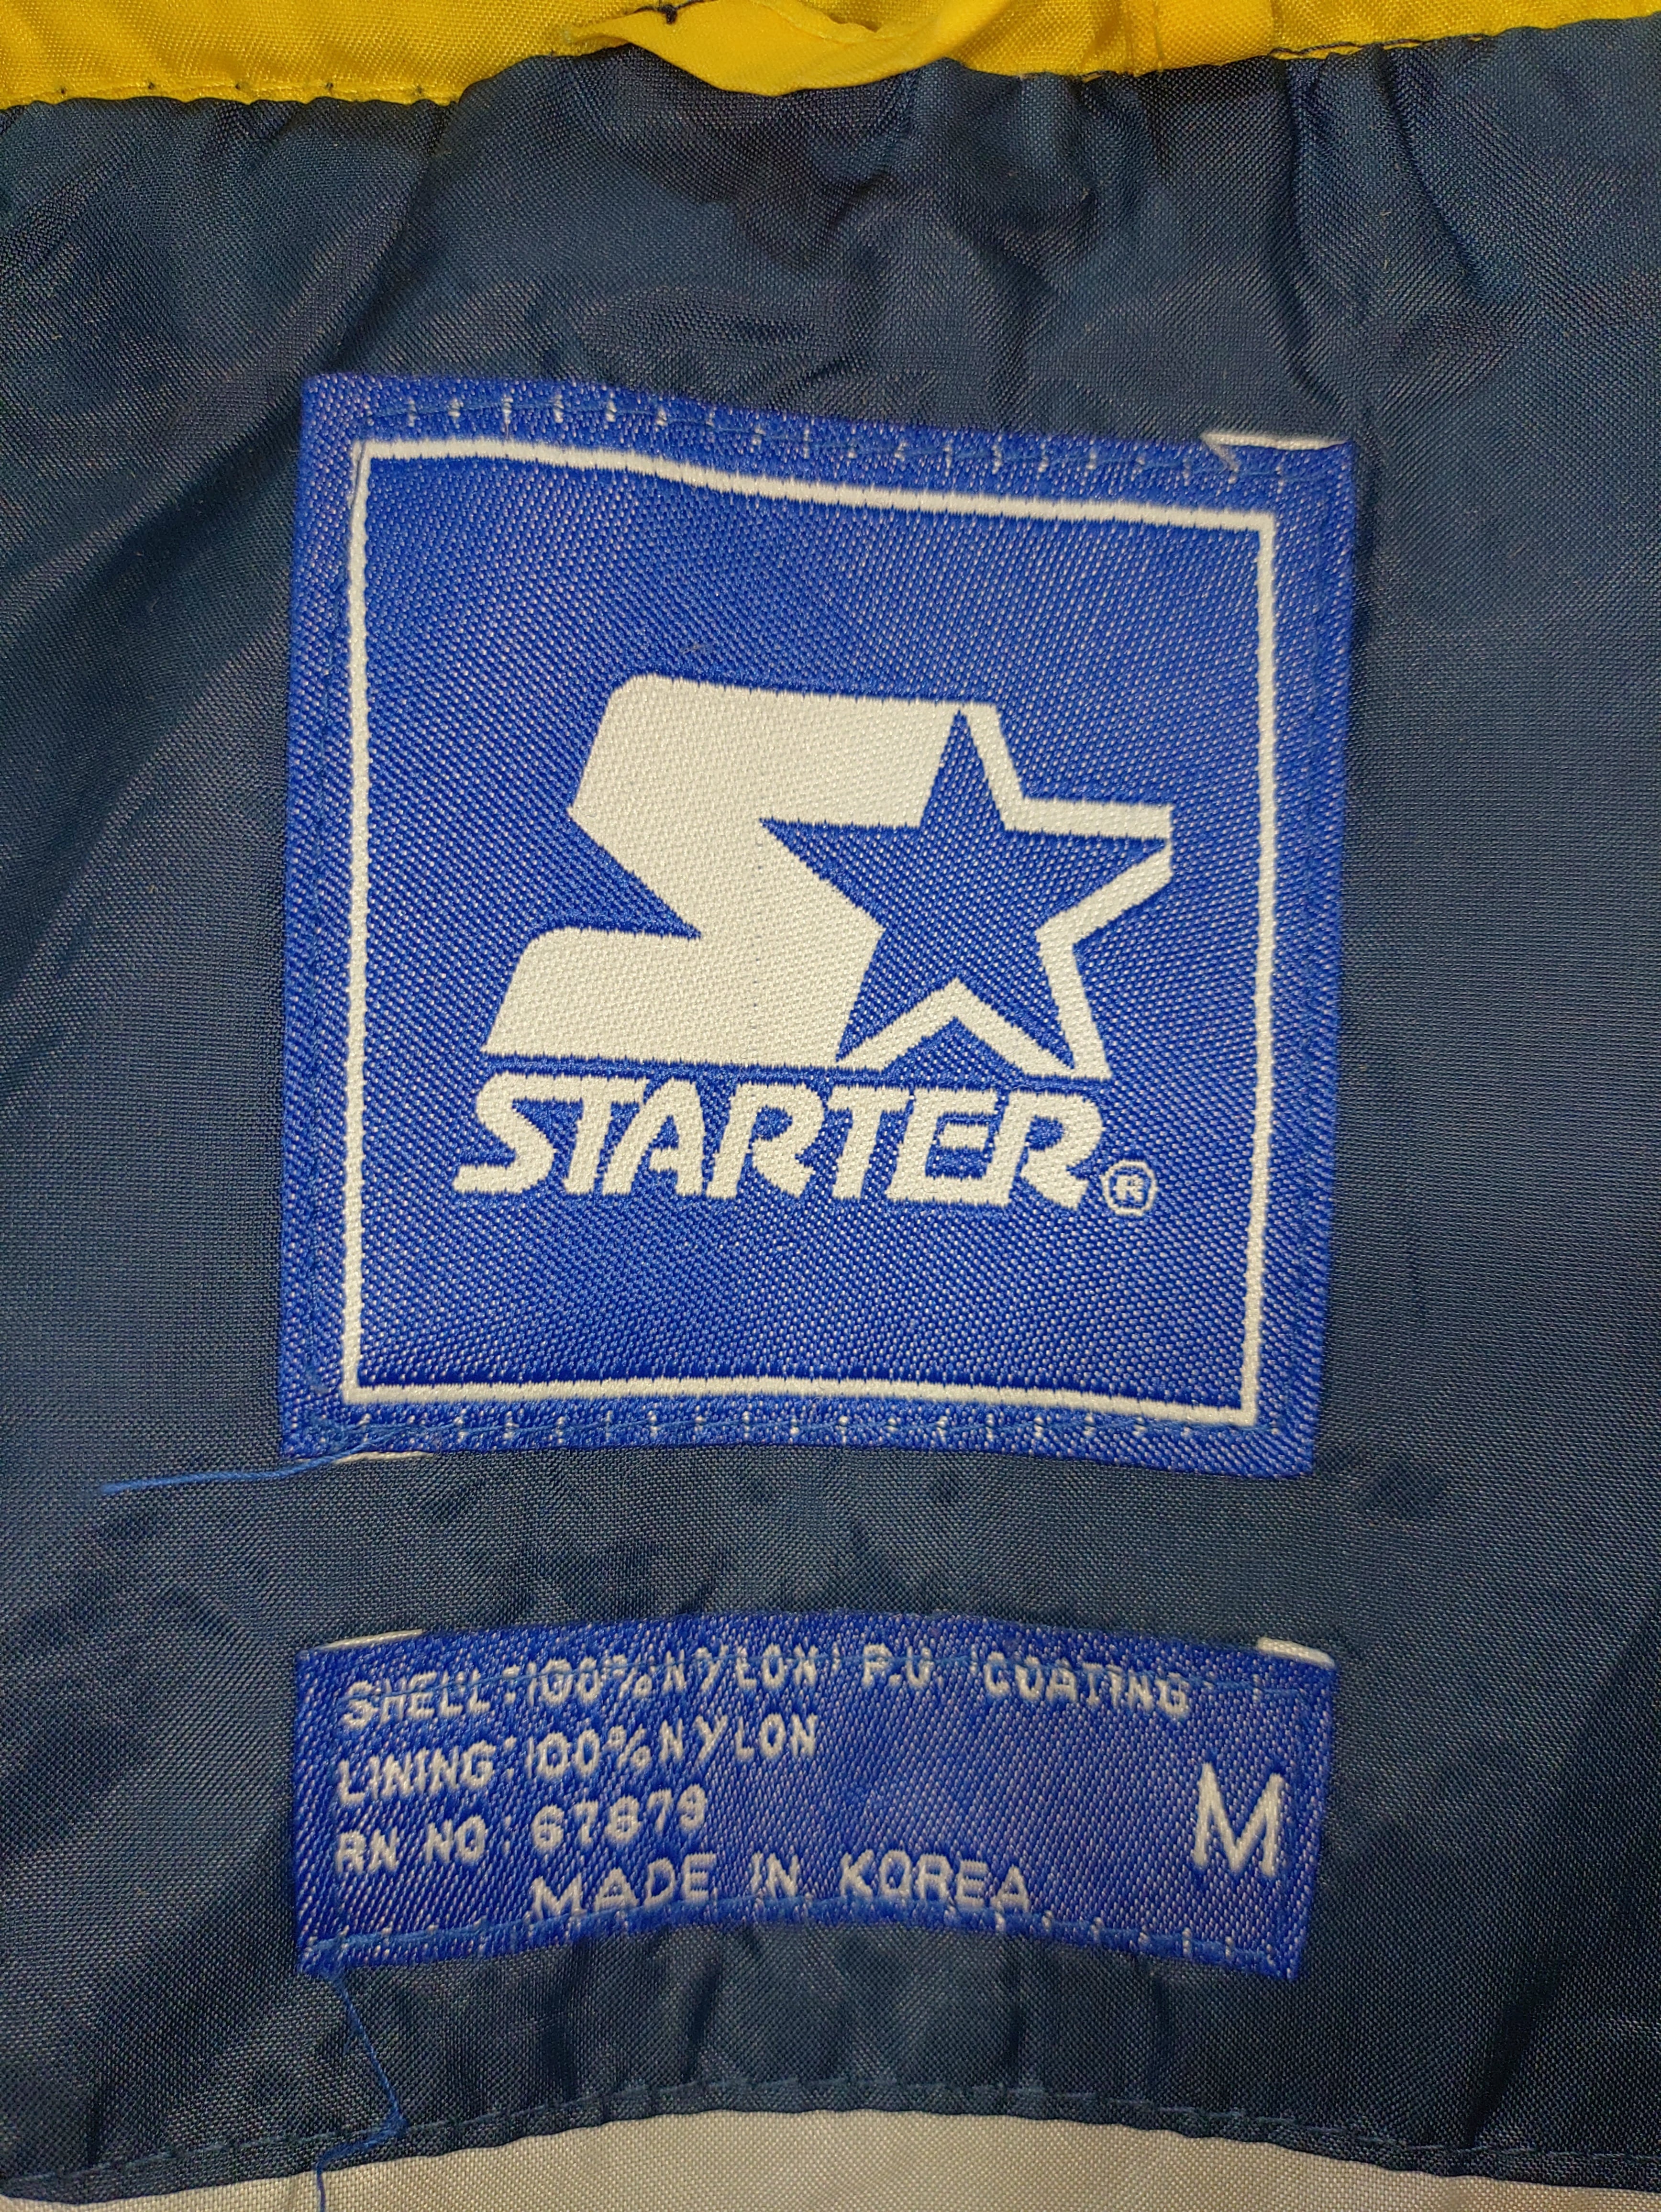 STARTER®
SHELL:100%NYLON P.U COATING
LINING:100%NYLON
RN NO: 67879
MADE IN KOREA
M